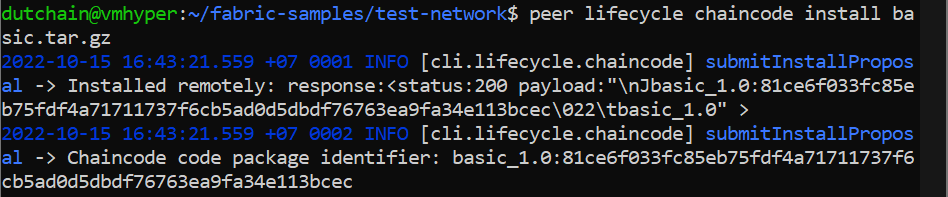 dutchain@vmhyper:~/fabric-samples/test-network$ peer lifecycle chaincode install ba
sic.tar.gz
2022-10-15 16:43:21.559 +07 0001 INFO [cli.lifecycle.chaincode] submitInstallPropos
al -> Installed remotely: response:<status:200 payload:"\nJbasic_1.0:81ce6f033fc85e
b75fdf4a71711737f6cb5ad0d5dbdf76763ea9fa34e113bcec\022\tbasic_1.0" >
2022-10-15 16:43:21.559 +07 0002 INFO [cli.lifecycle.chaincode] submitInstallPropos
al -> Chaincode code package identifier: basic_1.0:81ce6f033fc85eb75fdf4a71711737f6
cb5ad0d5dbdf76763ea9fa34e113bcec